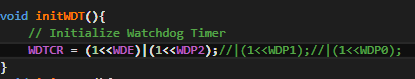 void initWDT(){
// Initialize Watchdog Timer
WDTCR = (1<<WDE)|(1<<WDP2);//|(1<<WDP1);//|(1<<WDP0);
}